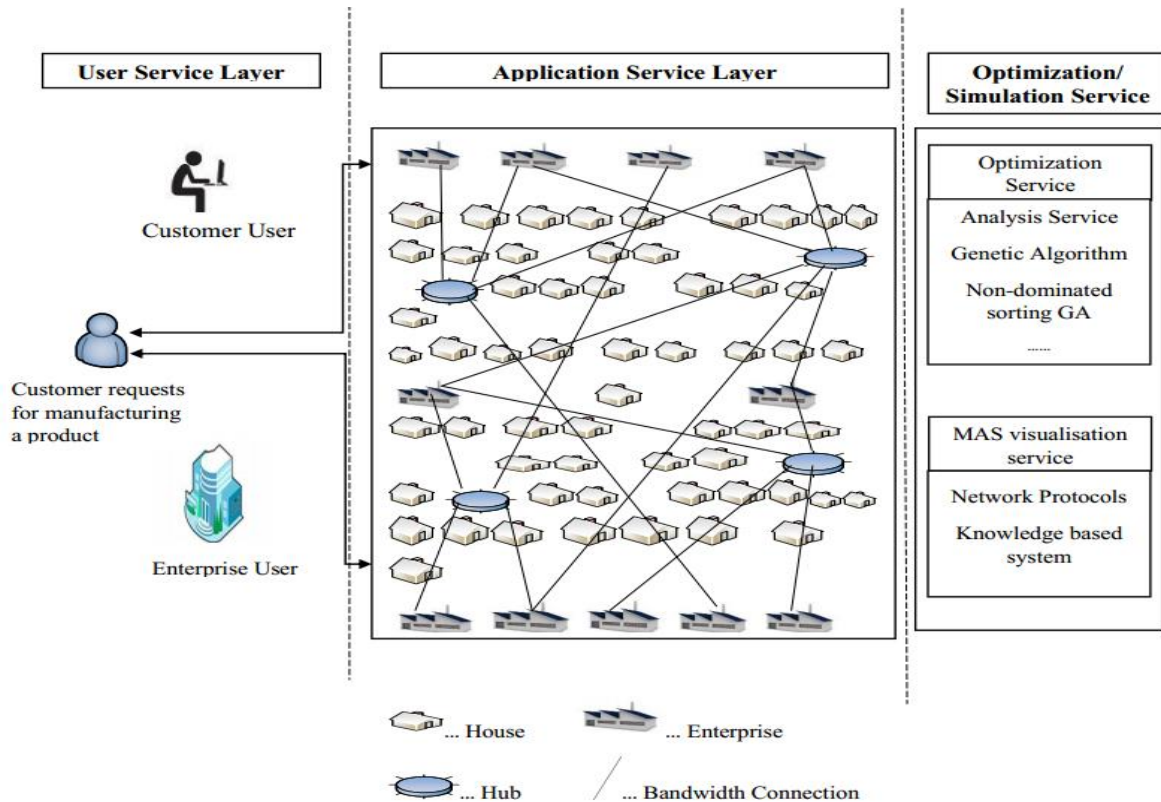 User Service Layer
Application Service Layer
Optimization/
Simulation Service
Customer User
Customer requests
for manufacturing
a product
Enterprise User
Optimization
Service
Analysis Service
Genetic Algorithm
Non-dominated
sorting GA
......
MAS visualisation
service
Network Protocols
Knowledge based
system
... House
... Enterprise
... Hub
... Bandwidth Connection